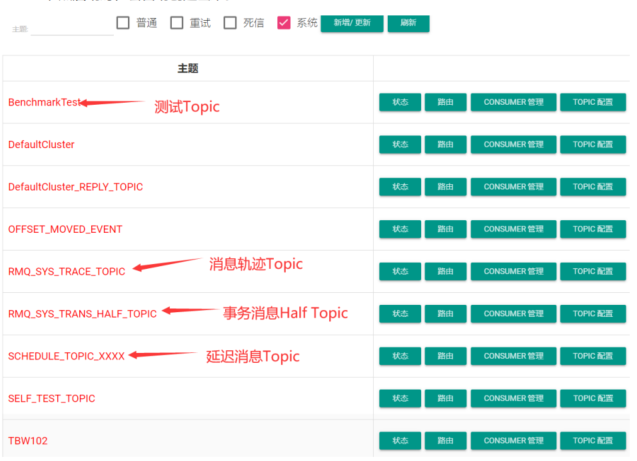 主题:
普通 重试 死信 系统 新增/ 更新 刷新
主题
BenchmarkTest 测试Topic 状态 路由 CONSUMER 管理 TOPIC 配置
DefaultCluster 状态 路由 CONSUMER 管理 TOPIC 配置
DefaultCluster_REPLY_TOPIC 状态 路由 CONSUMER 管理 TOPIC 配置
OFFSET_MOVED_EVENT 状态 路由 CONSUMER 管理 TOPIC 配置
RMQ_SYS_TRACE_TOPIC 消息轨迹Topic 状态 路由 CONSUMER 管理 TOPIC 配置
RMQ_SYS_TRANS_HALF_TOPIC 事务消息Half Topic 状态 路由 CONSUMER 管理 TOPIC 配置
SCHEDULE_TOPIC_XXXX 延迟消息Topic 状态 路由 CONSUMER 管理 TOPIC 配置
SELF_TEST_TOPIC 状态 路由 CONSUMER 管理 TOPIC 配置
TBW102 状态 路由 CONSUMER 管理 TOPIC 配置